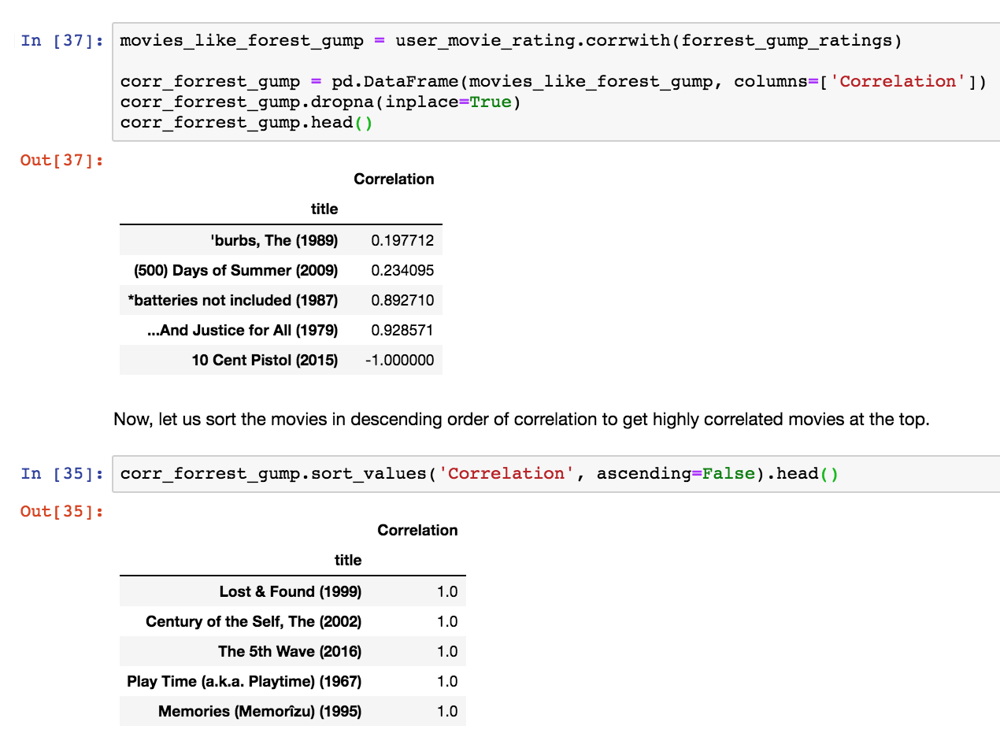 In [37]: movies_like_forest_gump = user_movie_rating.corrwith(forrest_gump_ratings)
corr_forrest_gump = pd.DataFrame(movies_like_forest_gump, columns=['Correlation'])
corr_forrest_gump.dropna(inplace=True)
corr_forrest_gump.head()
Out[37]:
Correlation
title
'burbs, The (1989) 0.197712
(500) Days of Summer (2009) 0.234095
*batteries not included (1987) 0.892710
...And Justice for All (1979) 0.928571
10 Cent Pistol (2015) -1.000000
Now, let us sort the movies in descending order of correlation to get highly correlated movies at the top.
In [35]: corr_forrest_gump.sort_values('Correlation', ascending=False).head()
Out[35]:
Correlation
title
Lost & Found (1999) 1.0
Century of the Self, The (2002) 1.0
The 5th Wave (2016) 1.0
Play Time (a.k.a. Playtime) (1967) 1.0
Memories (Memorîzu) (1995) 1.0